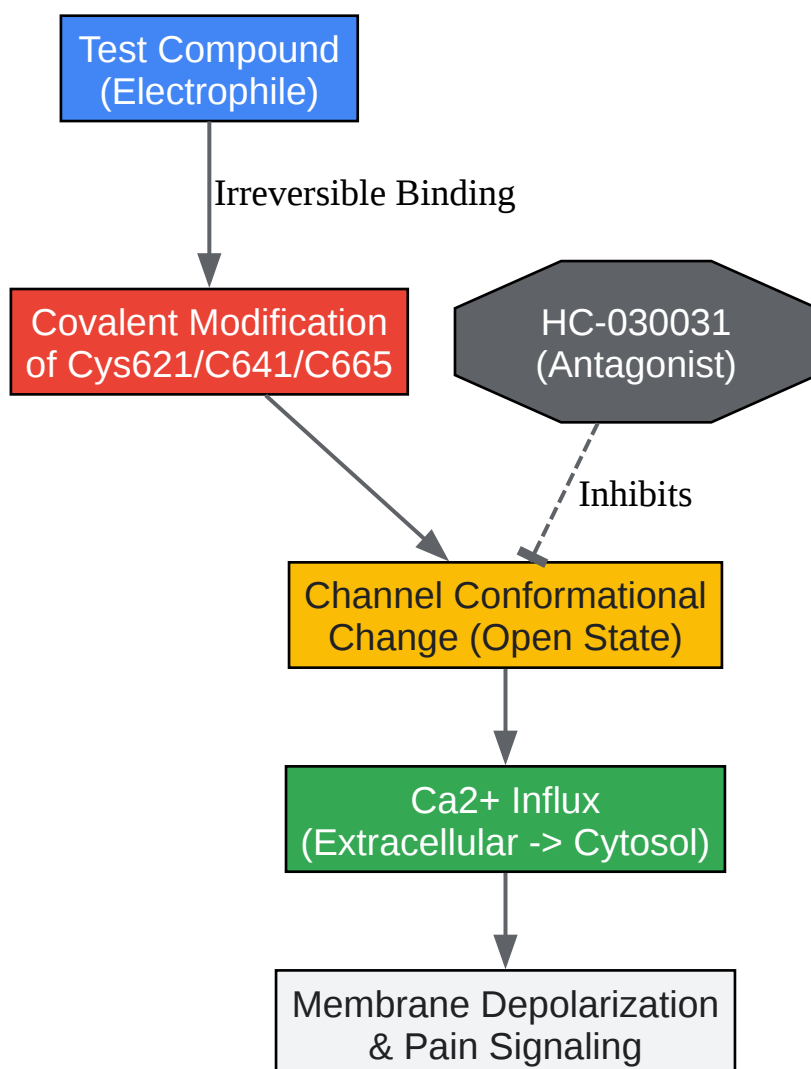 Test Compound
(Electrophile)
Irreversible Binding
Covalent Modification
of Cys621/C641/C665
HC-030031
(Antagonist)
Inhibits
Channel Conformational
Change (Open State)
Ca2+ Influx
(Extracellular -> Cytosol)
Membrane Depolarization
& Pain Signaling